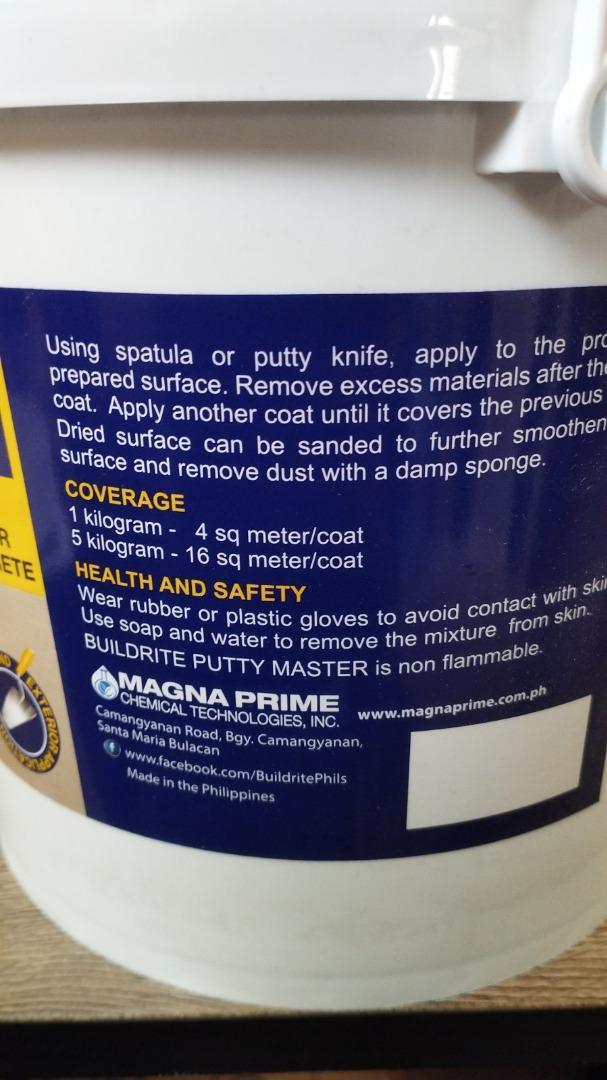 Using spatula or putty knife, apply to the pro
prepared surface. Remove excess materials after the
coat. Apply another coat until it covers the previous
Dried surface can be sanded to further smoothen
surface and remove dust with a damp sponge.
COVERAGE
1 kilogram - 4 sq meter/coat
5 kilogram - 16 sq meter/coat
HEALTH AND SAFETY
Wear rubber or plastic gloves to avoid contact with skin
Use soap and water to remove the mixture from skin.
BUILDRITE PUTTY MASTER is non flammable.
MAGNA PRIME
CHEMICAL TECHNOLOGIES, INC.
www.magnaprime.com.ph
Camangyanan Road, Bgy. Camangyanan,
Santa Maria Bulacan
f www.facebook.com/BuildritePhils
Made in the Philippines
R
ETE
EXTERIOR